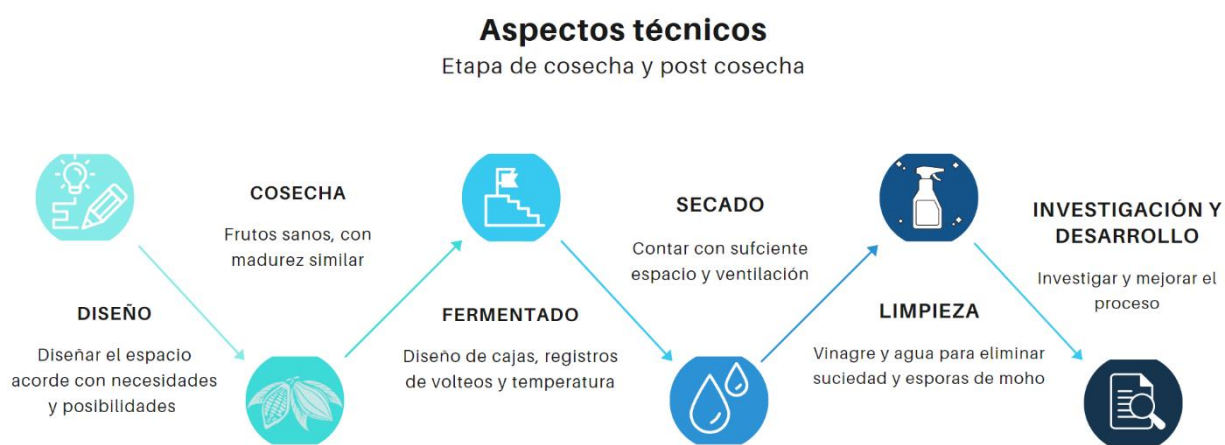 Aspectos técnicos
Etapa de cosecha y post cosecha
DISEÑO
Diseñar el espacio
acorde con necesidades
y posibilidades
COSECHA
Frutos sanos, con
madurez similar
FERMENTADO
Diseño de cajas, registros
de volteos y temperatura
SECADO
Contar con sufciente
espacio y ventilación
LIMPIEZA
Vinagre y agua para eliminar
suciedad y esporas de moho
INVESTIGACIÓN Y
DESARROLLO
Investigar y mejorar el
proceso